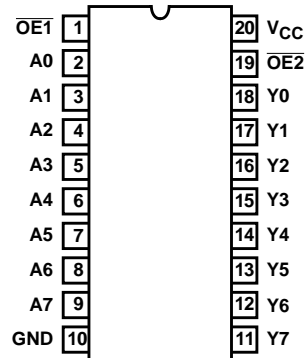 OE1 1 20 VCC
A0 2 19 OE2
A1 3 18 Y0
A2 4 17 Y1
A3 5 16 Y2
A4 6 15 Y3
A5 7 14 Y4
A6 8 13 Y5
A7 9 12 Y6
GND 10 11 Y7